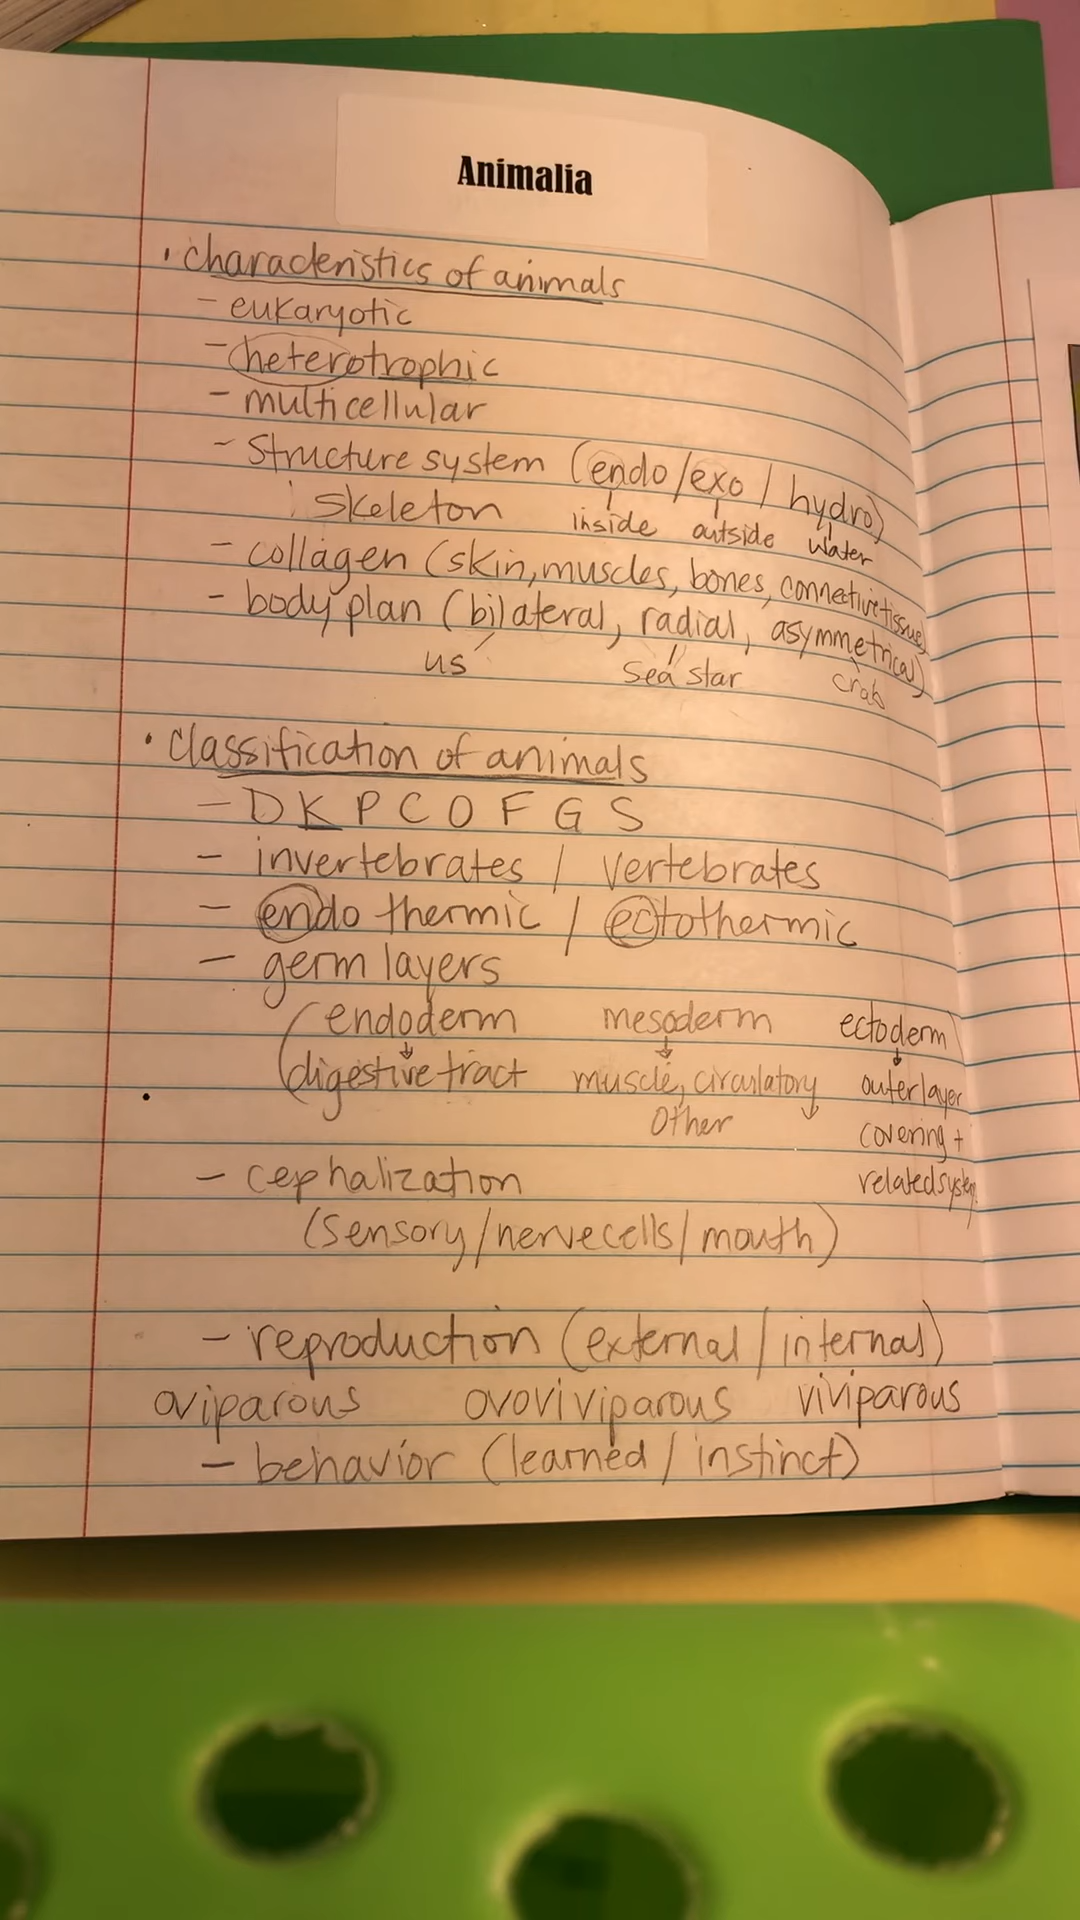 Animalia
• characteristics of animals
- eukaryotic
- heterotrophic
- multicellular
- structure system (endo/exo/hydro)
skeleton inside outside water
- collagen (skin, muscles, bones, connective tissue)
- body plan (bilateral, radial, asymmetrical)
us sea star crab
• classification of animals
- D K P C O F G S
- invertebrates / vertebrates
- endo thermic / ectothermic
- germ layers
(endoderm mesoderm ectoderm
digestive tract muscle, circulatory outer layer
other covering +
- cephalization related system
(sensory/nerve cells/mouth)
- reproduction (external/internal)
oviparous ovoviviparous viviparous
- behavior (learned/instinct)